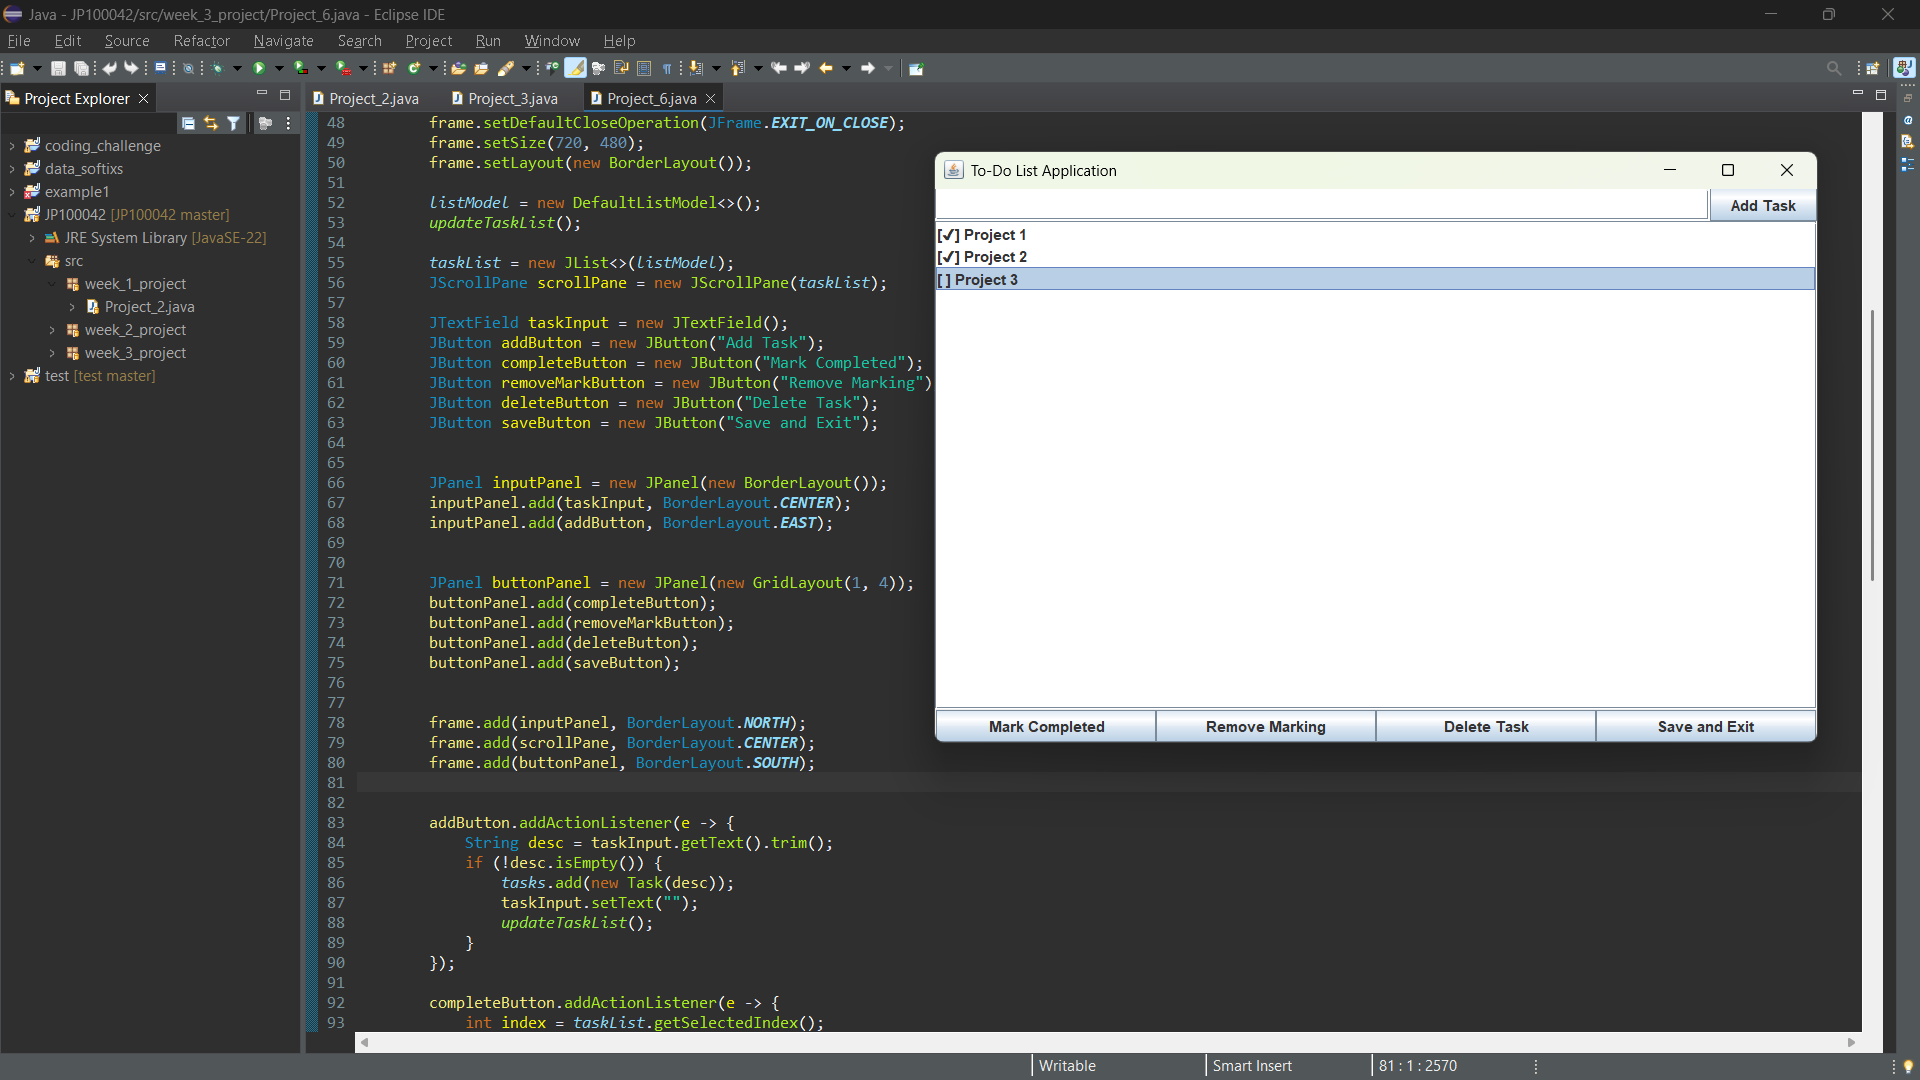 Java - JP100042/src/week_3_project/Project_6.java - Eclipse IDE
File Edit Source Refactor Navigate Search Project Run Window Help
Project Explorer
Project_2.java Project_3.java Project_6.java
coding_challenge
data_softixs
example1
JP100042 [JP100042 master]
JRE System Library [JavaSE-22]
src
week_1_project
Project_2.java
week_2_project
week_3_project
test [test master]
48 frame.setDefaultCloseOperation(JFrame.EXIT_ON_CLOSE);
49 frame.setSize(720, 480);
50 frame.setLayout(new BorderLayout());
51
52 listModel = new DefaultListModel<>();
53 updateTaskList();
54
55 taskList = new JList<>(listModel);
56 JScrollPane scrollPane = new JScrollPane(taskList);
57
58 JTextField taskInput = new JTextField();
59 JButton addButton = new JButton("Add Task");
60 JButton completeButton = new JButton("Mark Completed");
61 JButton removeMarkButton = new JButton("Remove Marking")
62 JButton deleteButton = new JButton("Delete Task");
63 JButton saveButton = new JButton("Save and Exit");
64
65
66 JPanel inputPanel = new JPanel(new BorderLayout());
67 inputPanel.add(taskInput, BorderLayout.CENTER);
68 inputPanel.add(addButton, BorderLayout.EAST);
69
70
71 JPanel buttonPanel = new JPanel(new GridLayout(1, 4));
72 buttonPanel.add(completeButton);
73 buttonPanel.add(removeMarkButton);
74 buttonPanel.add(deleteButton);
75 buttonPanel.add(saveButton);
76
77
78 frame.add(inputPanel, BorderLayout.NORTH);
79 frame.add(scrollPane, BorderLayout.CENTER);
80 frame.add(buttonPanel, BorderLayout.SOUTH);
81
82
83 addButton.addActionListener(e -> {
84 String desc = taskInput.getText().trim();
85 if (!desc.isEmpty()) {
86 tasks.add(new Task(desc));
87 taskInput.setText("");
88 updateTaskList();
89 }
90 });
91
92 completeButton.addActionListener(e -> {
93 int index = taskList.getSelectedIndex();
To-Do List Application
Add Task
[✔] Project 1
[✔] Project 2
[ ] Project 3
Mark Completed Remove Marking Delete Task Save and Exit
Writable Smart Insert 81 : 1 : 2570